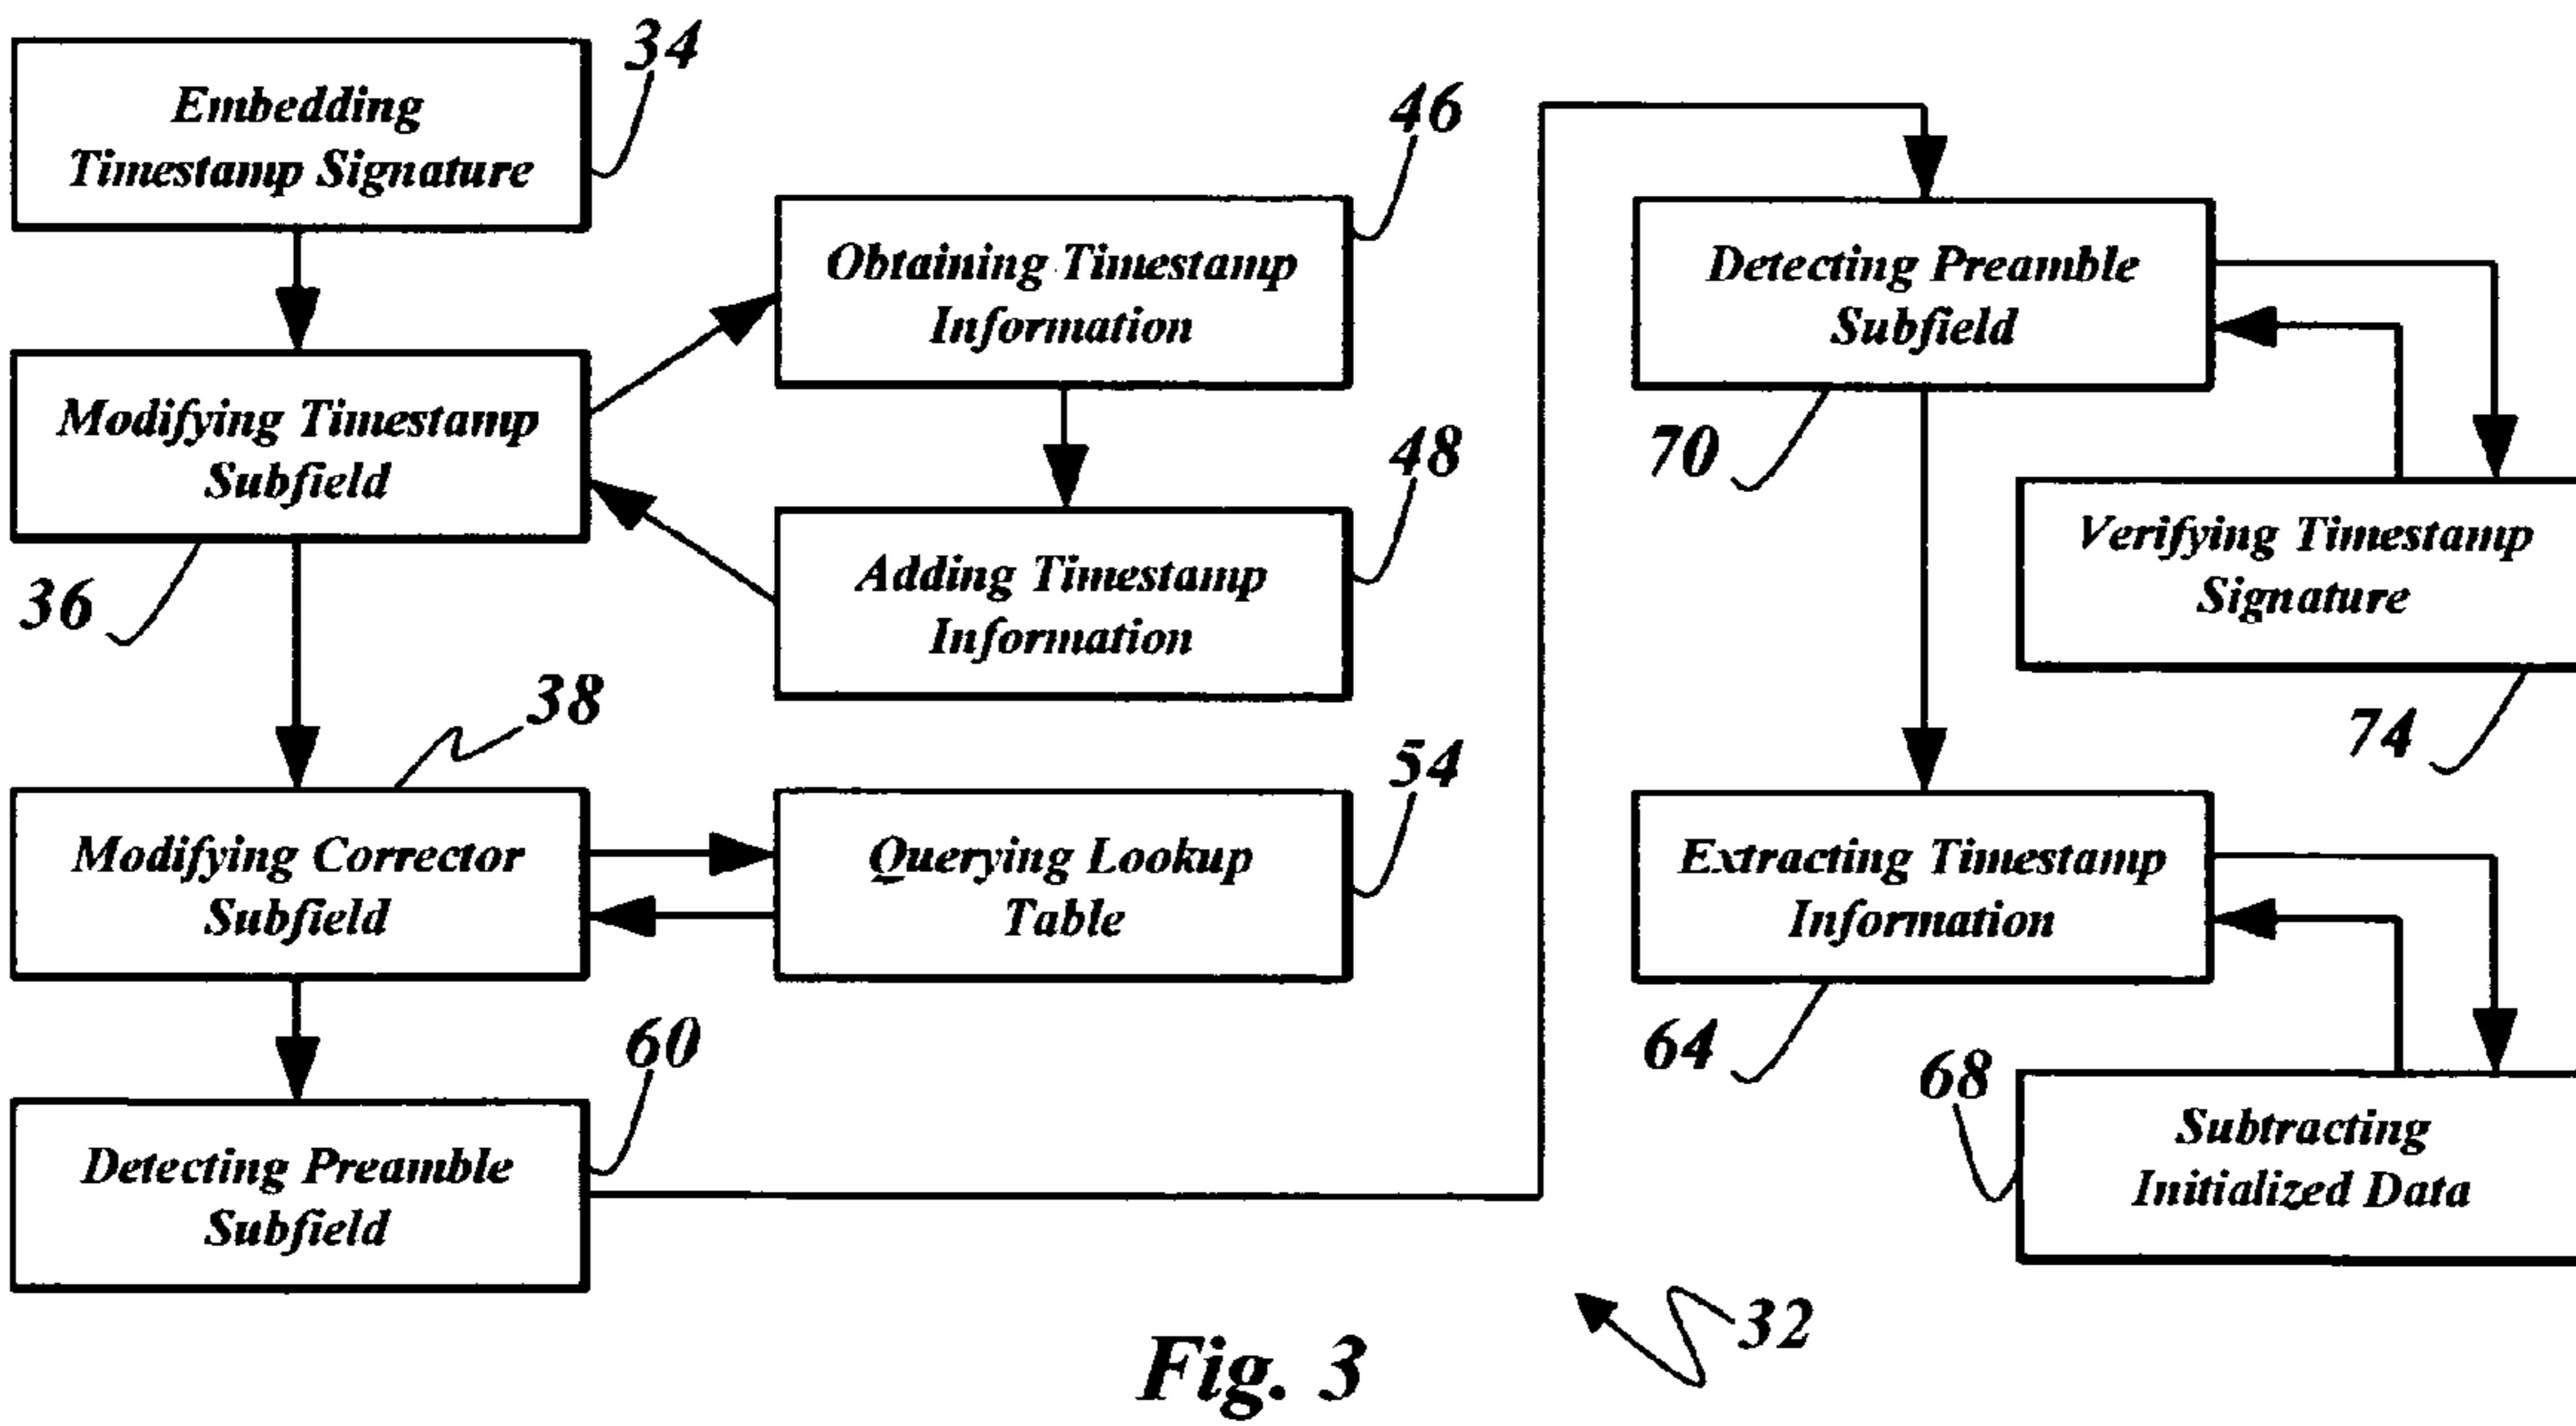 34
Embedding
Timestamp Signature
46
Obtaining Timestamp
Information
Modifying Timestamp
Subfield
36
48
Adding Timestamp
Information
38
Modifying Corrector
Subfield
54
Querying Lookup
Table
60
Detecting Preamble
Subfield
Detecting Preamble
Subfield
70
Verifying Timestamp
Signature
74
Extracting Timestamp
Information
64
68
Subtracting
Initialized Data
32
Fig. 3